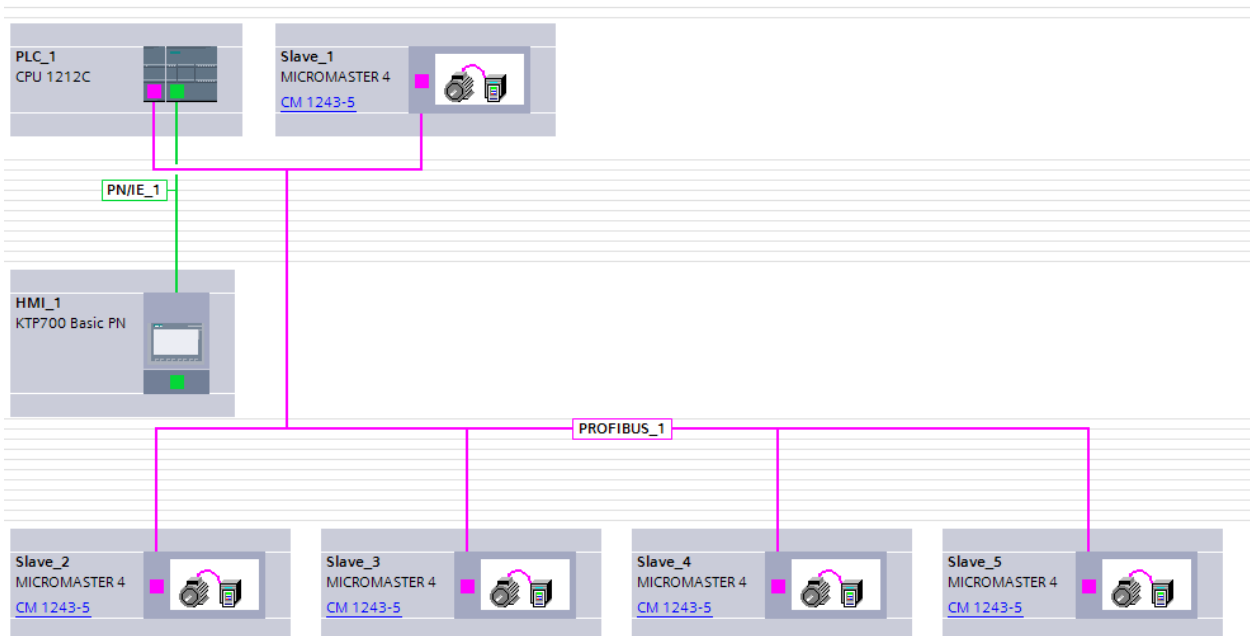 PLC_1
CPU 1212C
Slave_1
MICROMASTER 4
CM 1243-5
PN/IE_1
HMI_1
KTP700 Basic PN
PROFIBUS_1
Slave_2
MICROMASTER 4
CM 1243-5
Slave_3
MICROMASTER 4
CM 1243-5
Slave_4
MICROMASTER 4
CM 1243-5
Slave_5
MICROMASTER 4
CM 1243-5